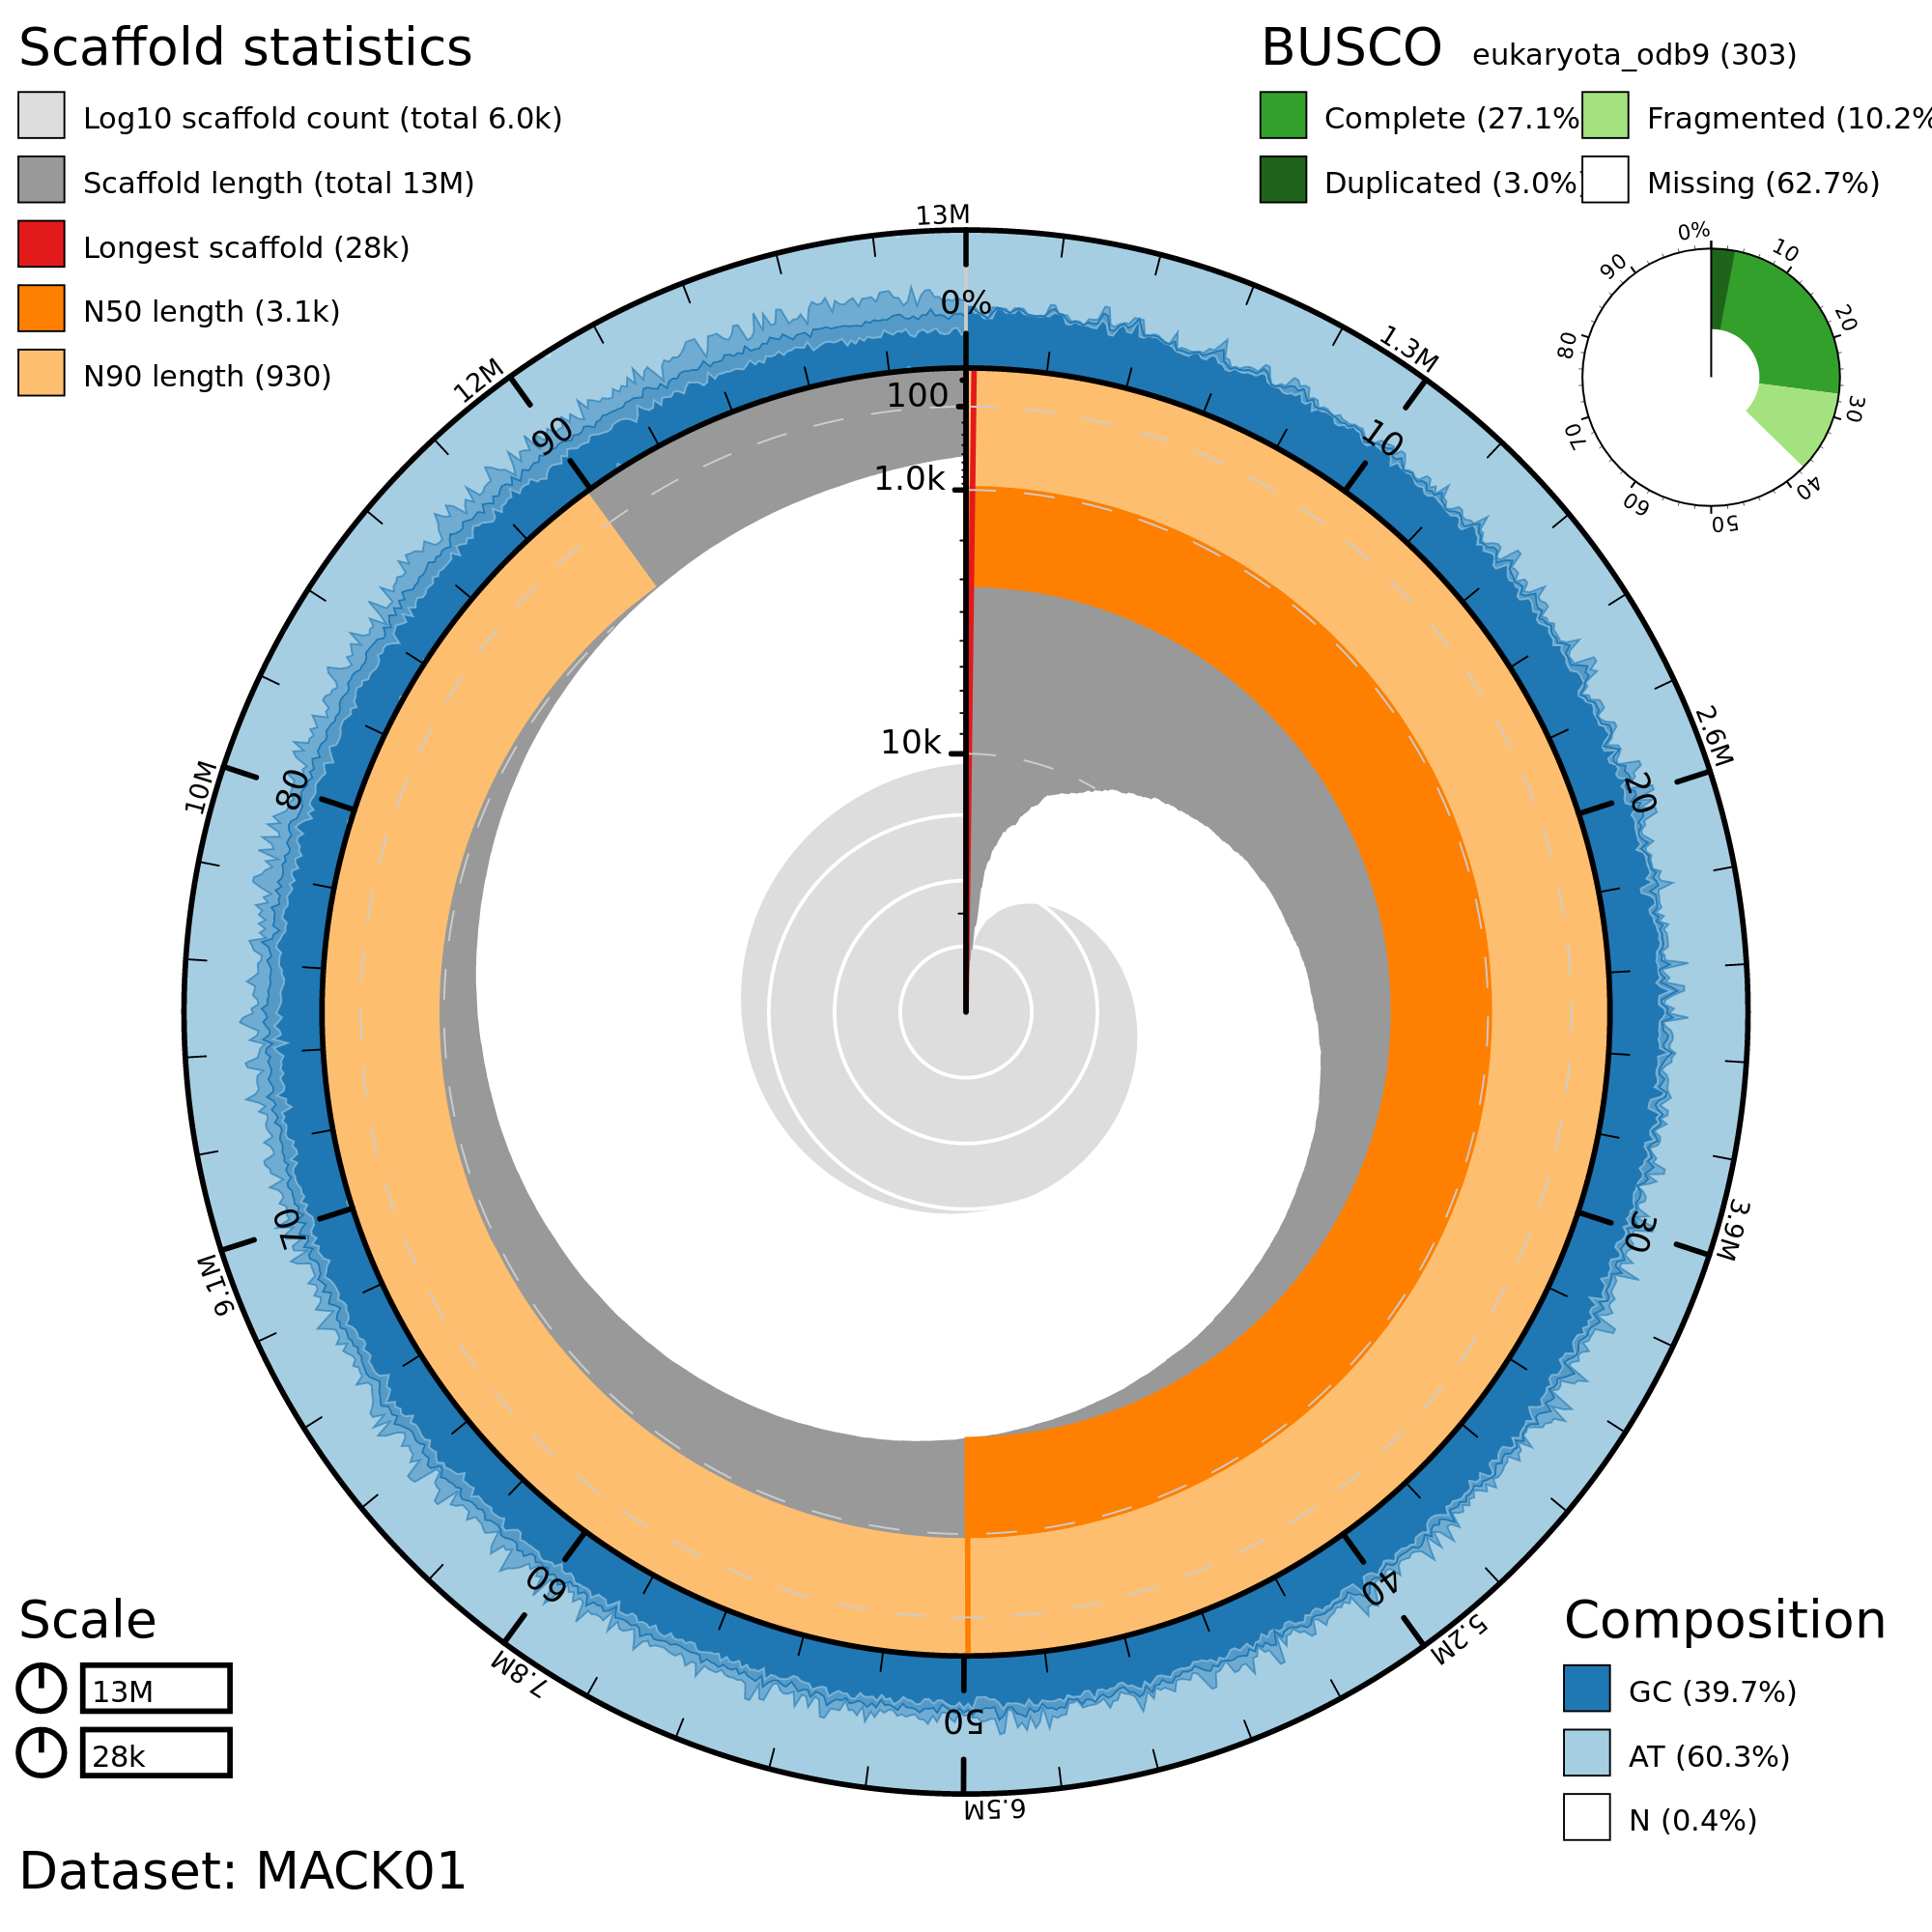 Scaffold statistics
Log10 scaffold count (total 6.0k)
Scaffold length (total 13M)
Longest scaffold (28k)
N50 length (3.1k)
N90 length (930)
BUSCO eukaryota_odb9 (303)
Complete (27.1% Fragmented (10.2%
Duplicated (3.0%) Missing (62.7%)
0%
10
20
30
40
50
60
70
80
90
13M
1.3M
2.6M
3.9M
5.2M
6.5M
7.8M
9.1M
10M
12M
0%
10
20
30
40
50
60
70
80
90
100
1.0k
10k
Scale
13M
28k
Composition
GC (39.7%)
AT (60.3%)
N (0.4%)
Dataset: MACK01